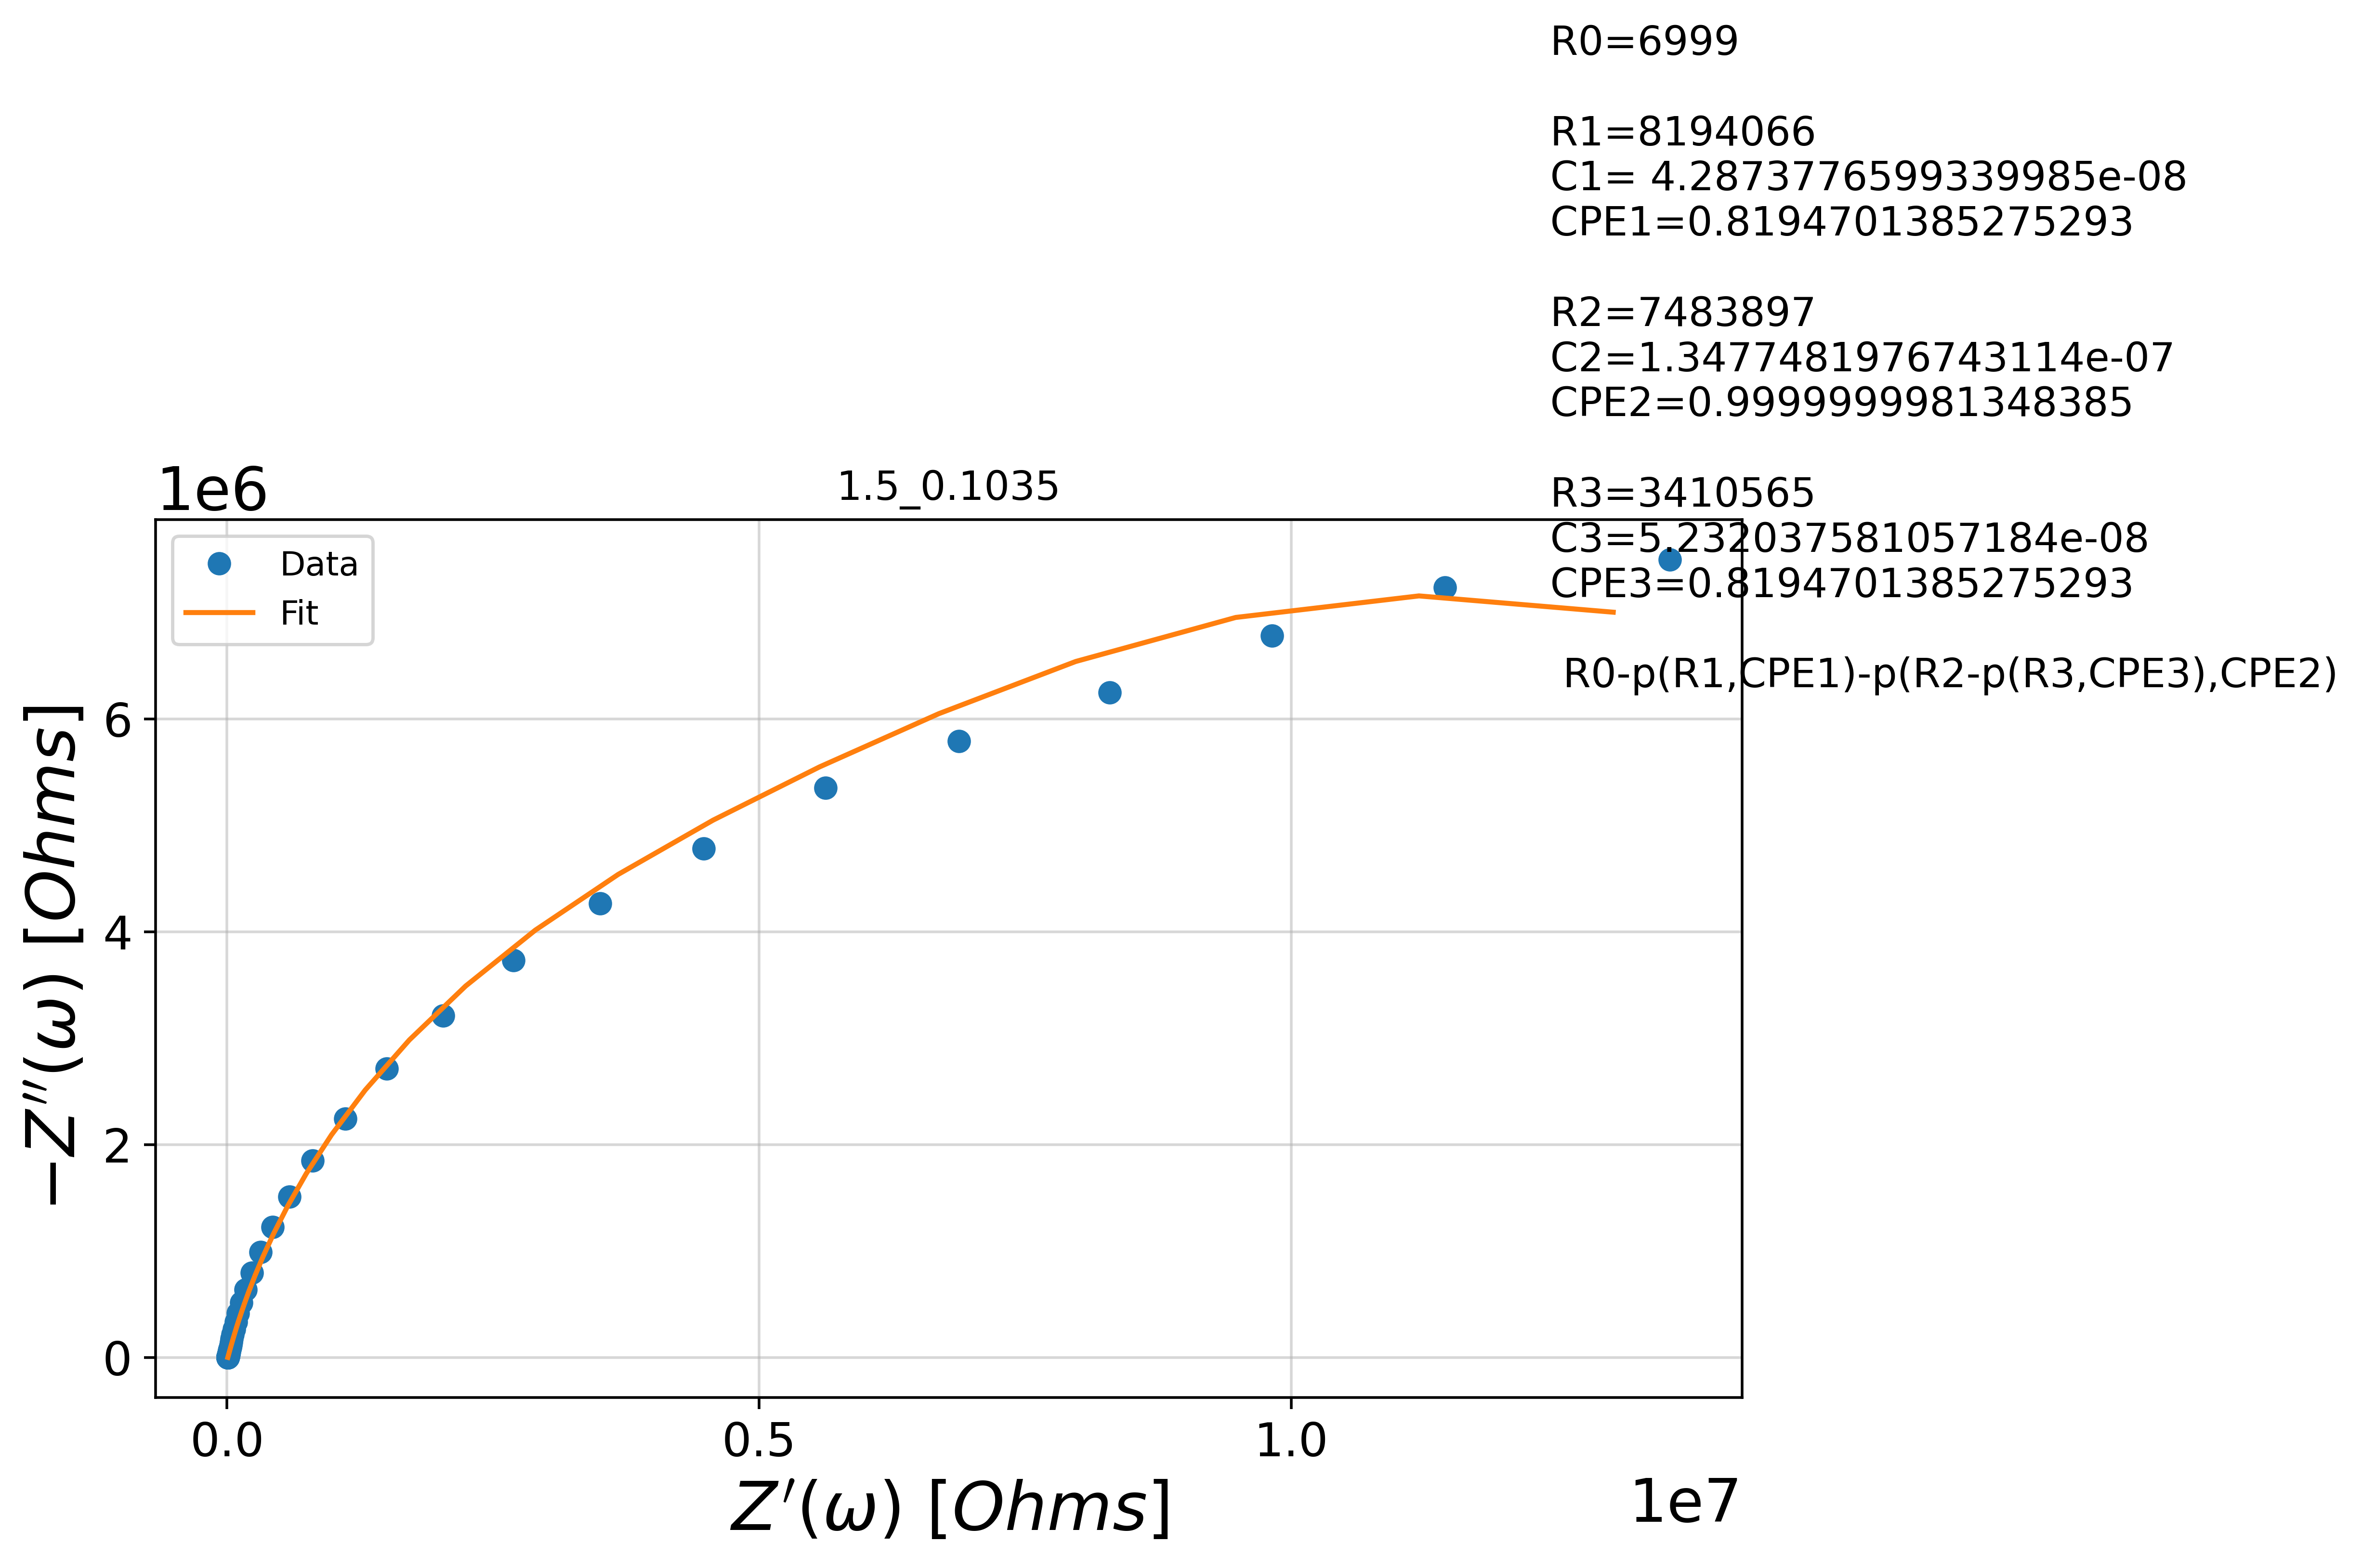 R0=6999
R1=8194066
C1= 4.2873776599339985e-08
CPE1=0.8194701385275293
R2=7483897
C2=1.3477481976743114e-07
CPE2=0.9999999981348385
R3=3410565
C3=5.232037581057184e-08
CPE3=0.8194701385275293
R0-p(R1,CPE1)-p(R2-p(R3,CPE3),CPE2)
1e6
1.5_0.1035
Data
Fit
6
4
2
0
−Z′′(ω) [Ohms]
0.0 0.5 1.0
Z′(ω) [Ohms]
1e7